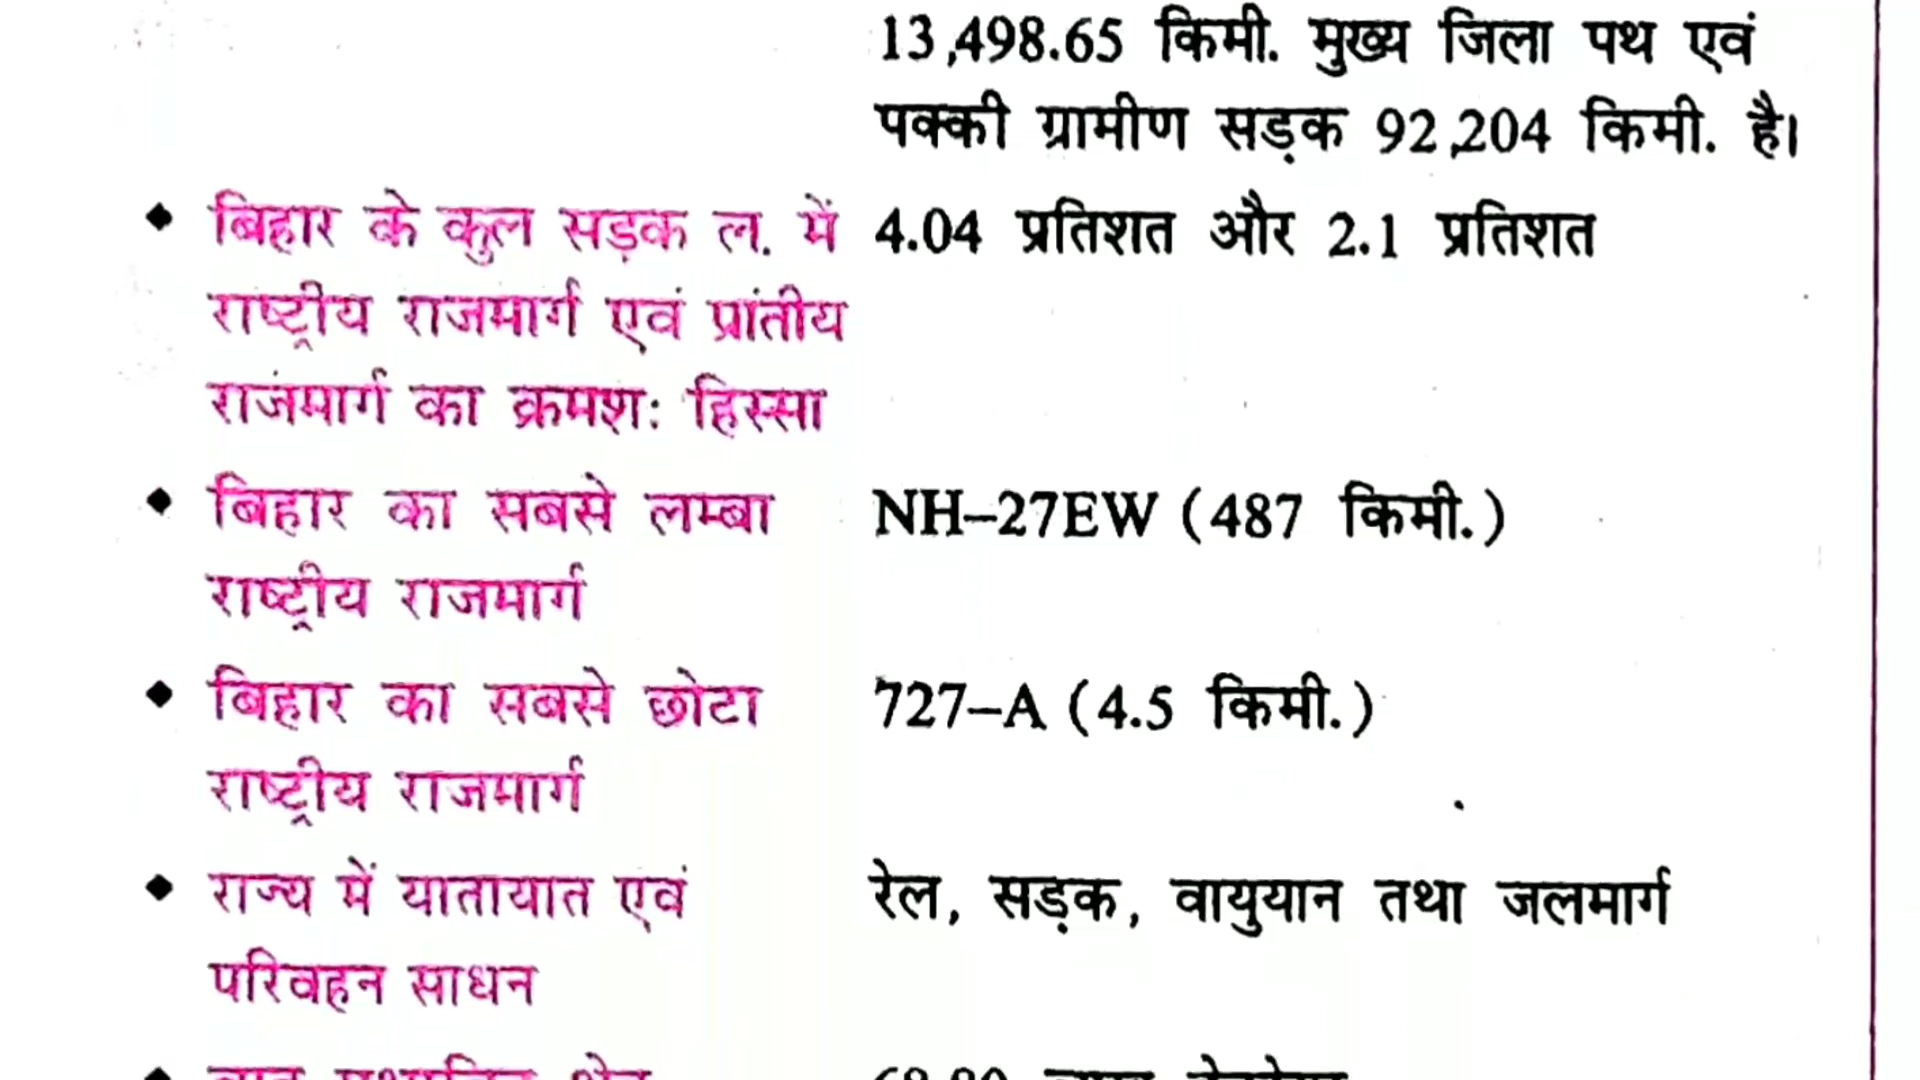 13,498.65 किमी. मुख्य जिला पथ एवं
पक्की ग्रामीण सड़क 92,204 किमी. है।
◆ बिहार के कुल सड़क ल. में 4.04 प्रतिशत और 2.1 प्रतिशत
राष्ट्रीय राजमार्ग एवं प्रांतीय
राजमार्ग का क्रमशः हिस्सा
◆ बिहार का सबसे लम्बा NH–27EW (487 किमी.)
राष्ट्रीय राजमार्ग
◆ बिहार का सबसे छोटा 727–A (4.5 किमी.)
राष्ट्रीय राजमार्ग
◆ राज्य में यातायात एवं रेल, सड़क, वायुयान तथा जलमार्ग
परिवहन साधन